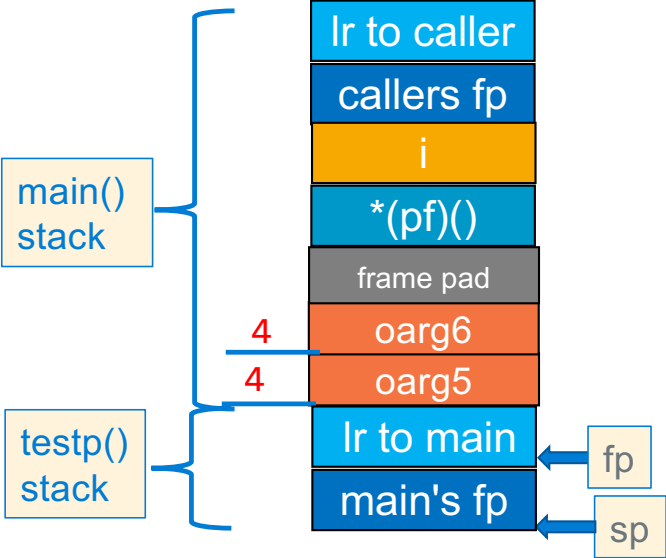 lr to caller
callers fp
i
main()
stack
*(pf)()
frame pad
4
oarg6
4
oarg5
testp()
stack
lr to main
fp
main's fp
sp